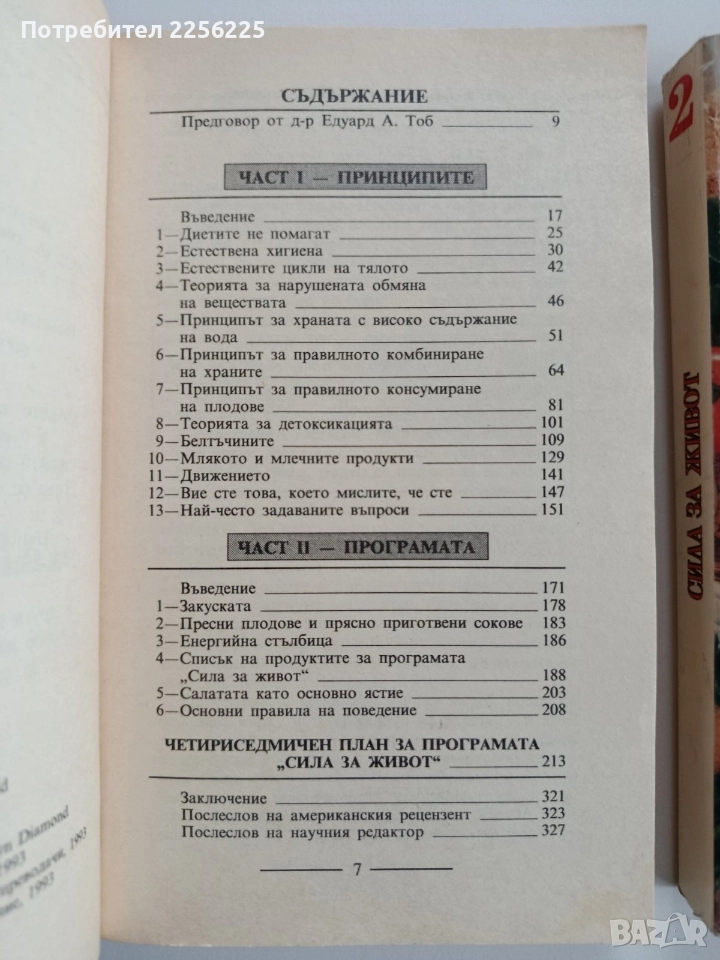 Потребител 2256225
СЪДЪРЖАНИЕ
Предговор от д-р Едуард А. Тоб 9
ЧАСТ I — ПРИНЦИПИТЕ
Въведение 17
1—Диетите не помагат 25
2—Естествена хигиена 30
3—Естествените цикли на тялото 42
4—Теорията за нарушената обмяна
на веществата 46
5—Принципът за храната с високо съдържание
на вода 51
6—Принципът за правилното комбиниране
на храните 64
7—Принципът за правилното консумиране
на плодове 81
8—Теорията за детоксикацията 101
9—Белтъчините 109
10—Млякото и млечните продукти 129
11—Движението 141
12—Вие сте това, което мислите, че сте 147
13—Най-често задаваните въпроси 151
ЧАСТ II — ПРОГРАМАТА
Въведение 171
1—Закуската 178
2—Пресни плодове и прясно приготвени сокове 183
3—Енергийна стълбица 186
4—Списък на продуктите за програмата
„Сила за живот“ 188
5—Салатата като основно ястие 203
6—Основни правила на поведение 208
ЧЕТИРИСЕДМИЧЕН ПЛАН ЗА ПРОГРАМАТА
„СИЛА ЗА ЖИВОТ“ 213
Заключение 321
Послеслов на американския рецензент 323
Послеслов на научния редактор 327
7
Diamond
1993
преводачи, 1993
1993
2
СИЛА ЗА ЖИВОТ
BAZAR